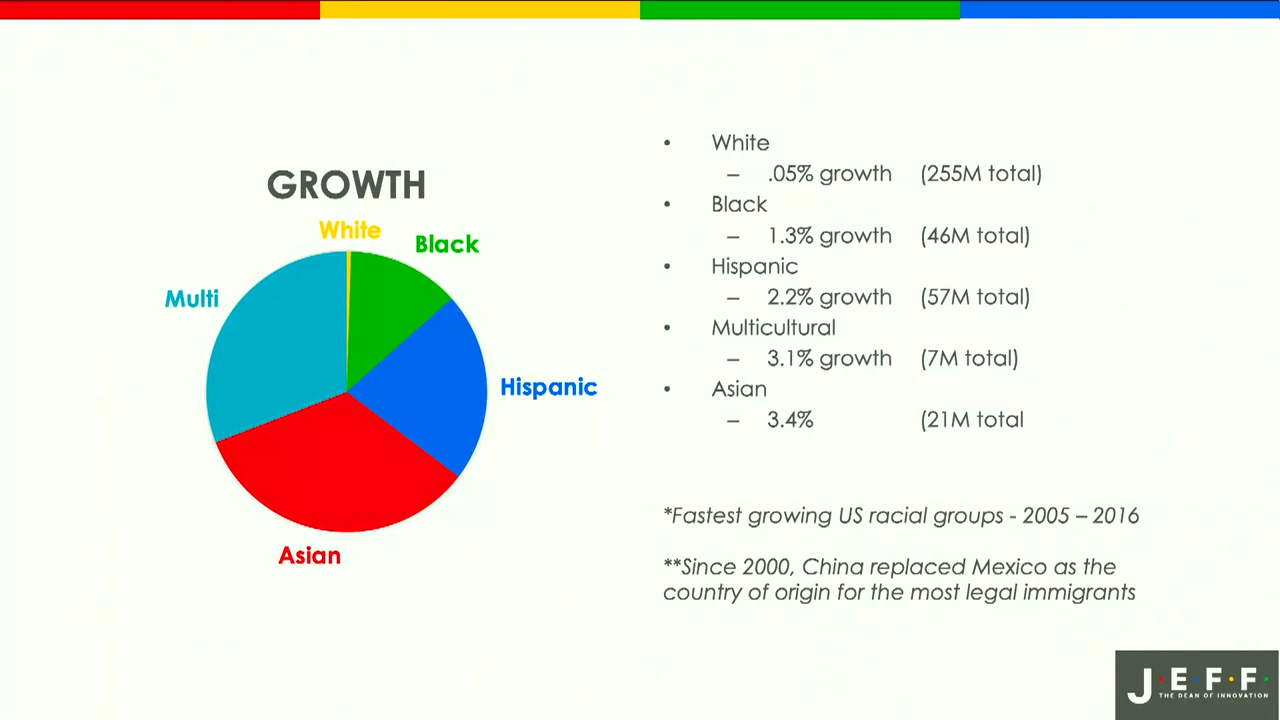 GROWTH
White
Black
Multi
Hispanic
Asian
• White
– .05% growth (255M total)
• Black
– 1.3% growth (46M total)
• Hispanic
– 2.2% growth (57M total)
• Multicultural
– 3.1% growth (7M total)
• Asian
– 3.4% (21M total
*Fastest growing US racial groups - 2005 – 2016
**Since 2000, China replaced Mexico as the
country of origin for the most legal immigrants
J·E·F·F·
THE DEAN OF INNOVATION